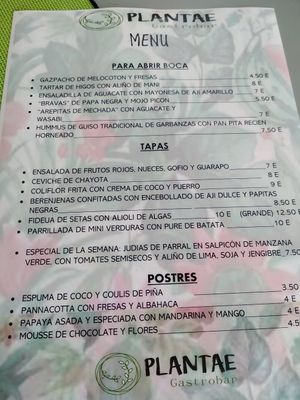 PLANTAE
Gastrobar
MENU
PARA ABRIR BOCA
• GAZPACHO DE MELOCOTON Y FRESAS 4.50 E
• TARTAR DE HIGOS CON ALIÑO DE MANI 8 E
• ENSALADILLA DE AGUACATE CON MAYONESA DE AJI AMARILLO 7 E
• "BRAVAS" DE PAPA NEGRA Y MOJO PICON 5.50 E
• "AREPITAS DE MECHADA" CON AGUACATE Y
WASABI 7 E
• HUMMUS DE GUISO TRADICIONAL DE GARBANZAS CON PAN PITA RECIEN
HORNEADO 7.50 E
TAPAS
• ENSALADA DE FRUTOS ROJOS, NUECES, GOFIO Y GUARAPO 7 E
• CEVICHE DE CHAYOTA 8 E
• COLIFLOR FRITA CON CREMA DE COCO Y PUERRO 9 E
• BERENJENAS CONFITADAS CON ENCEBOLLADO DE AJI DULCE Y PAPITAS
NEGRAS 8.50 E
• FIDEUA DE SETAS CON ALIOLI DE ALGAS 10 E (GRANDE) 12.50
• PARRILLADA DE MINI VERDURAS CON PURE DE BATATA 10 E
• ESPECIAL DE LA SEMANA: JUDIAS DE PARRAL EN SALPICÓN DE MANZANA
VERDE, CON TOMATES SEMISECOS Y ALIÑO DE LIMA, SOJA Y JENGIBRE 7.50
POSTRES
• ESPUMA DE COCO Y COULIS DE PIÑA 3.50
• PANNACOTTA CON FRESAS Y ALBAHACA 4 E
• PAPAYA ASADA Y ESPECIADA CON MANDARINA Y MANGO 4 E
• MOUSSE DE CHOCOLATE Y FLORES 4 E
PLANTAE
Gastrobar